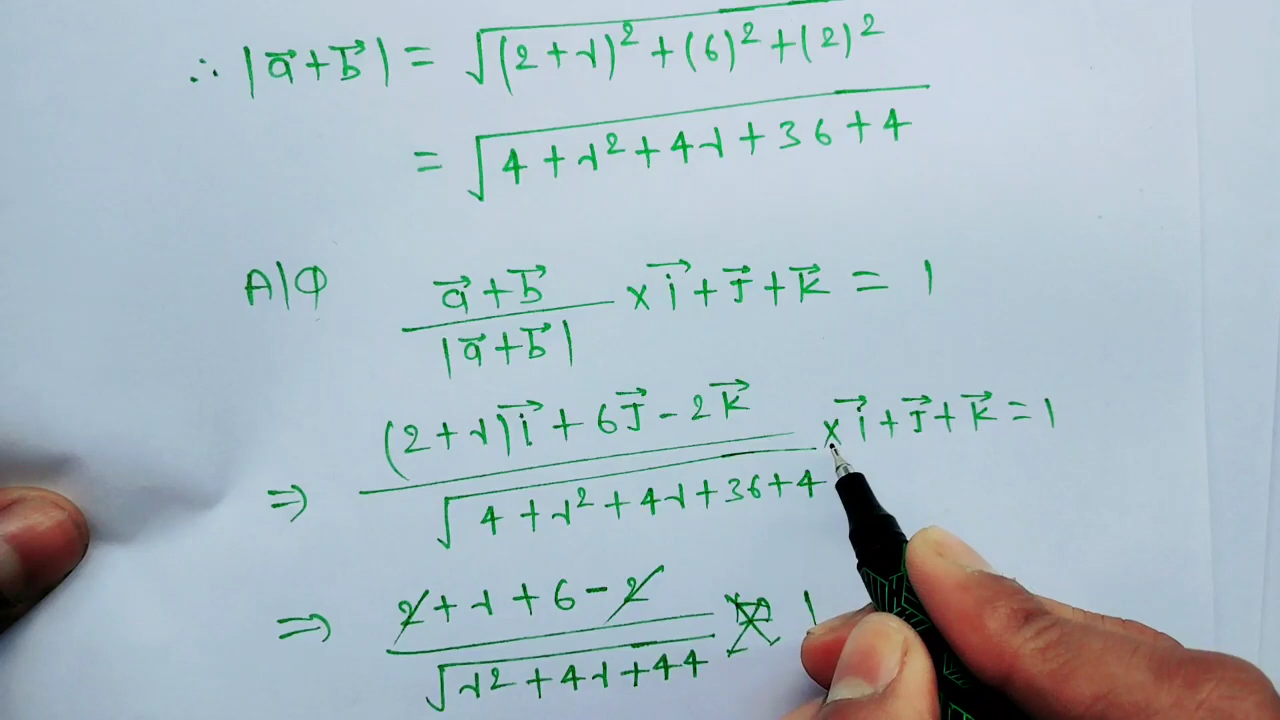 ∴ |a⃗+b⃗| = √((2+λ)²+(6)²+(2)²)
= √(4+λ²+4λ+36+4)
A|Q (a⃗+b⃗)/|a⃗+b⃗| × i⃗+j⃗+k⃗ = 1
⇒ ((2+λ)i⃗+6j⃗-2k⃗)/√(4+λ²+4λ+36+4) × i⃗+j⃗+k⃗ = 1
⇒ (2+λ+6-2)/√(λ²+4λ+44) 1